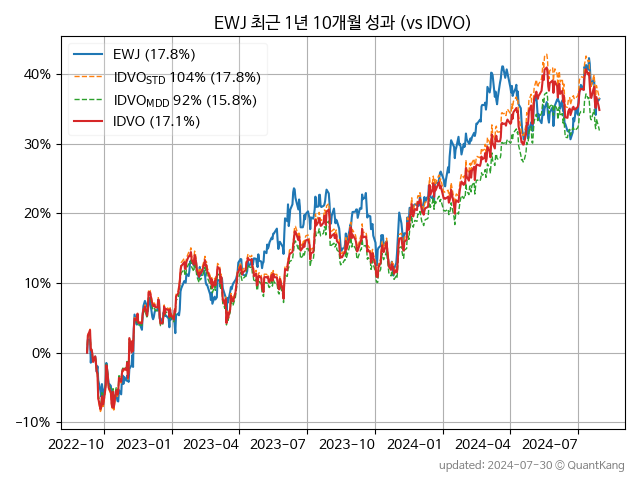 EWJ 최근 1년 10개월 성과 (vs IDVO)
EWJ (17.8%)
IDVO_STD 104% (17.8%)
IDVO_MDD 92% (15.8%)
IDVO (17.1%)
40%
30%
20%
10%
0%
−10%
2022−10 2023−01 2023−04 2023−07 2023−10 2024−01 2024−04 2024−07
updated: 2024-07-30 © QuantKang